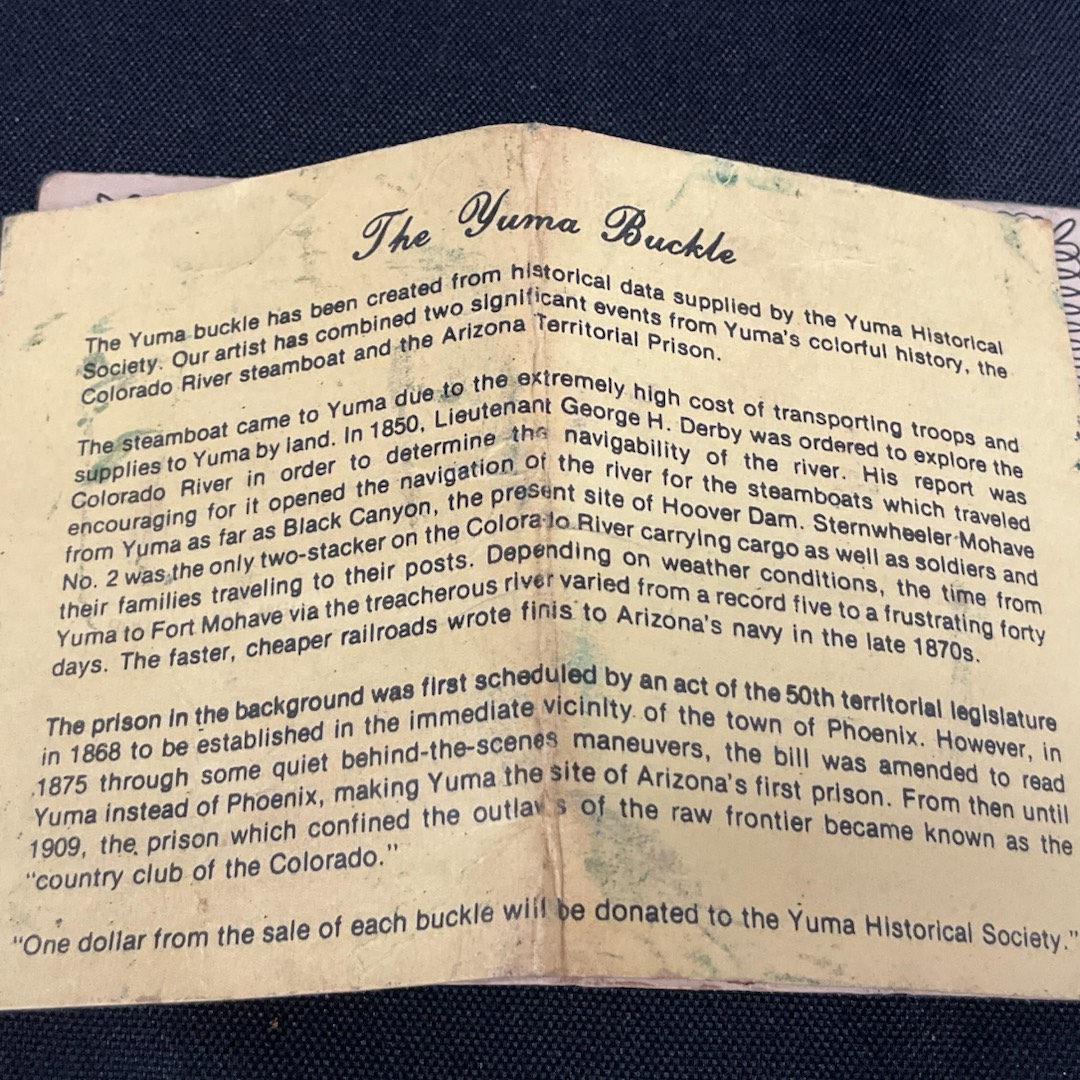 The Yuma Buckle
The Yuma buckle has been created from historical data supplied by the Yuma Historical
Society. Our artist has combined two significant events from Yuma's colorful history, the
Colorado River steamboat and the Arizona Territorial Prison.
The steamboat came to Yuma due to the extremely high cost of transporting troops and
supplies to Yuma by land. In 1850, Lieutenant George H. Derby was ordered to explore the
Colorado River in order to determine the navigability of the river. His report was
encouraging for it opened the navigation of the river for the steamboats which traveled
from Yuma as far as Black Canyon, the present site of Hoover Dam. Sternwheeler Mohave
No. 2 was the only two-stacker on the Colorado River carrying cargo as well as soldiers and
their families traveling to their posts. Depending on weather conditions, the time from
Yuma to Fort Mohave via the treacherous river varied from a record five to a frustrating forty
days. The faster, cheaper railroads wrote finis to Arizona's navy in the late 1870s.
The prison in the background was first scheduled by an act of the 50th territorial legislature
in 1868 to be established in the immediate vicinity of the town of Phoenix. However, in
1875 through some quiet behind-the-scenes maneuvers, the bill was amended to read
Yuma instead of Phoenix, making Yuma the site of Arizona's first prison. From then until
1909, the prison which confined the outlaws of the raw frontier became known as the
"country club of the Colorado."
"One dollar from the sale of each buckle will be donated to the Yuma Historical Society."